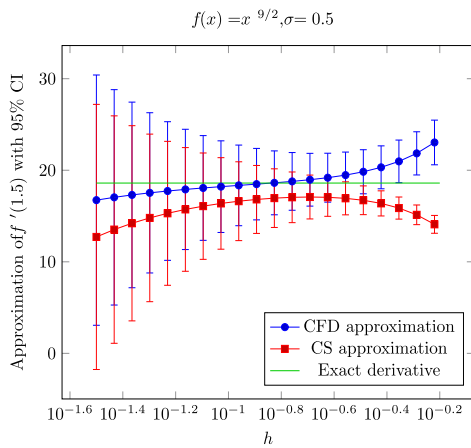 f(x) =x 9/2,σ= 0.5
Approximation of f ′(1.5) with 95% CI
30
20
10
0
CFD approximation
CS approximation
Exact derivative
10−1.6 10−1.4 10−1.2 10−1 10−0.8 10−0.6 10−0.4 10−0.2
h